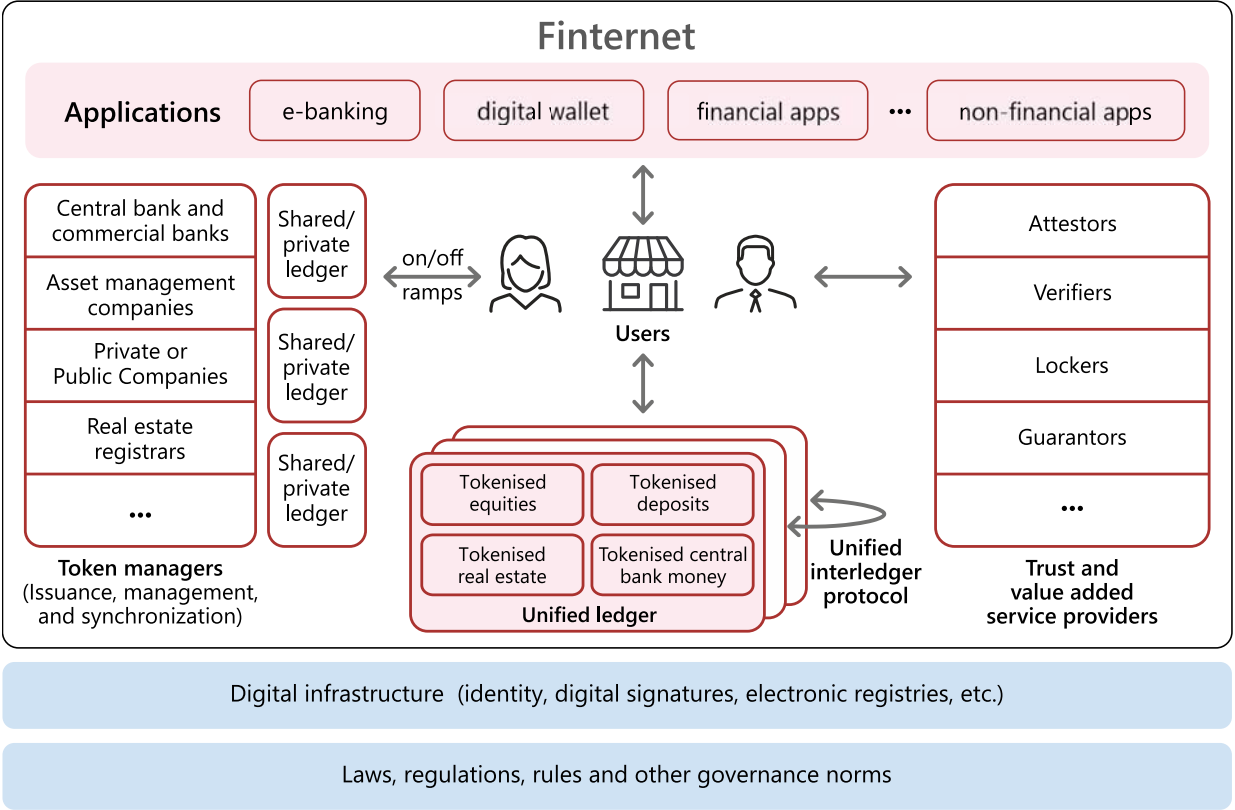 Finternet
Applications
e-banking
digital wallet
financial apps
...
non-financial apps
Central bank and
commercial banks
Asset management
companies
Private or
Public Companies
Real estate
registrars
...
Token managers
(Issuance, management,
and synchronization)
Shared/
private
ledger
Shared/
private
ledger
Shared/
private
ledger
on/off
ramps
Users
Tokenised
equities
Tokenised
deposits
Tokenised
real estate
Tokenised central
bank money
Unified ledger
Unified
interledger
protocol
Attestors
Verifiers
Lockers
Guarantors
...
Trust and
value added
service providers
Digital infrastructure (identity, digital signatures, electronic registries, etc.)
Laws, regulations, rules and other governance norms